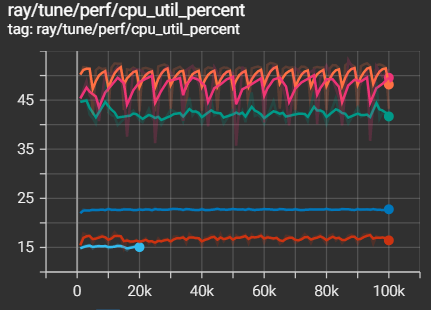 ray/tune/perf/cpu_util_percent
tag: ray/tune/perf/cpu_util_percent
45
35
25
15
0 20k 40k 60k 80k 100k